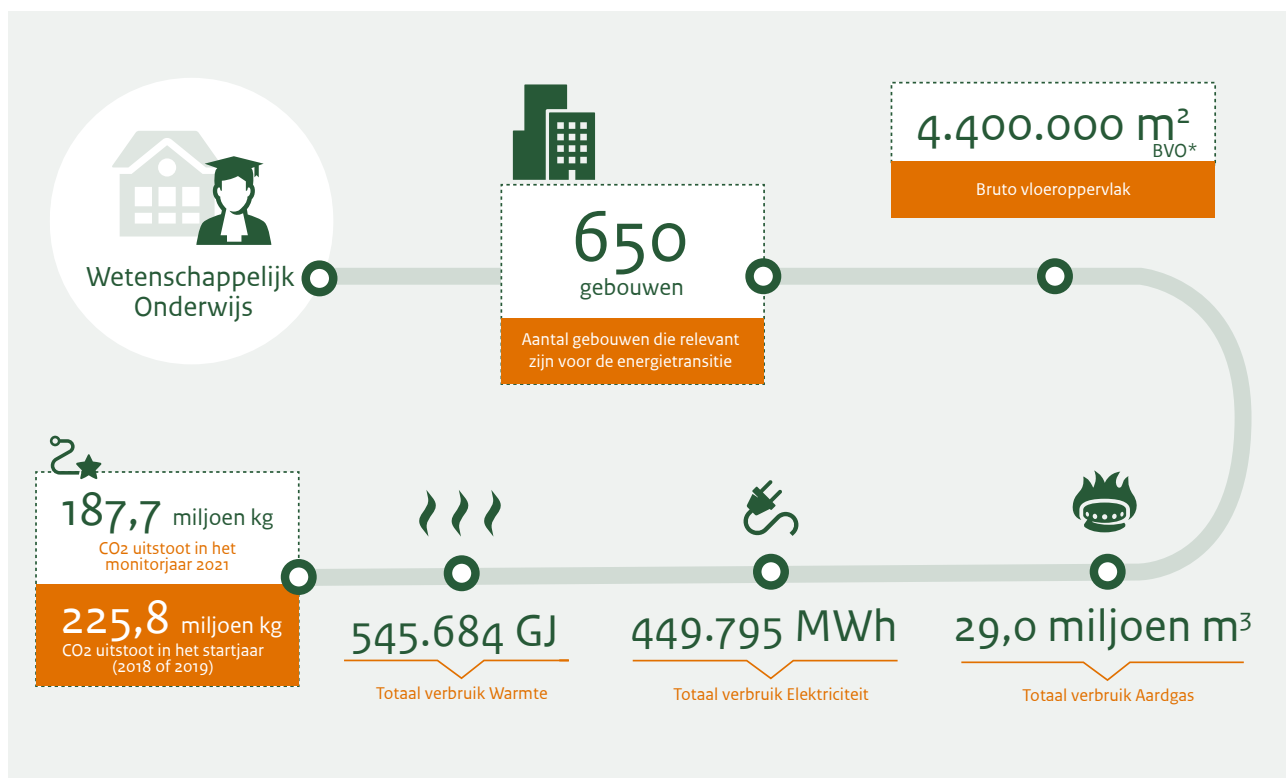 Wetenschappelijk
Onderwijs
650
gebouwen
Aantal gebouwen die relevant
zijn voor de energietransitie
4.400.000 m²
BVO*
Bruto vloeroppervlak
29,0 miljoen m³
Totaal verbruik Aardgas
449.795 MWh
Totaal verbruik Elektriciteit
545.684 GJ
Totaal verbruik Warmte
187,7 miljoen kg
CO2 uitstoot in het
monitorjaar 2021
225,8 miljoen kg
CO2 uitstoot in het startjaar
(2018 of 2019)